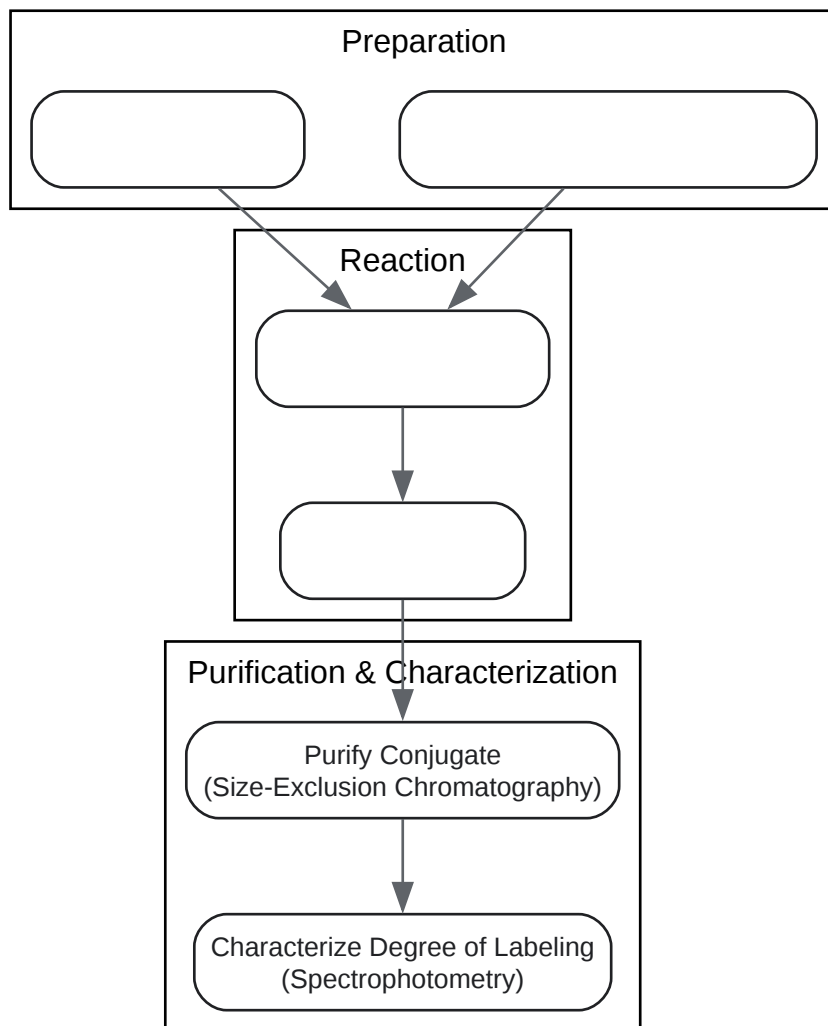 Preparation
Reaction
Purification & Characterization
Purify Conjugate
(Size-Exclusion Chromatography)
Characterize Degree of Labeling
(Spectrophotometry)